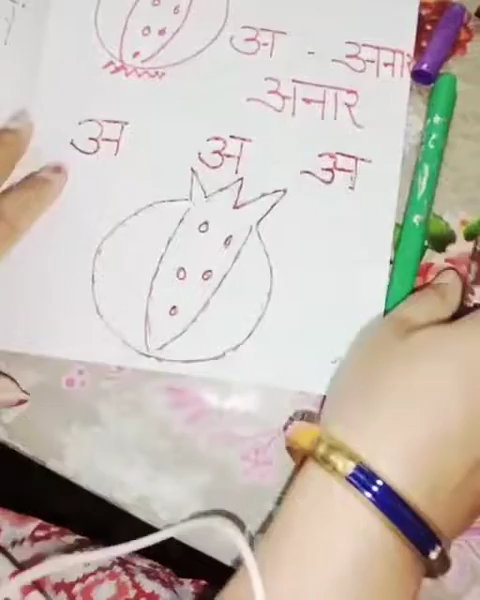 अ - अनार
अनार
अ अ अ